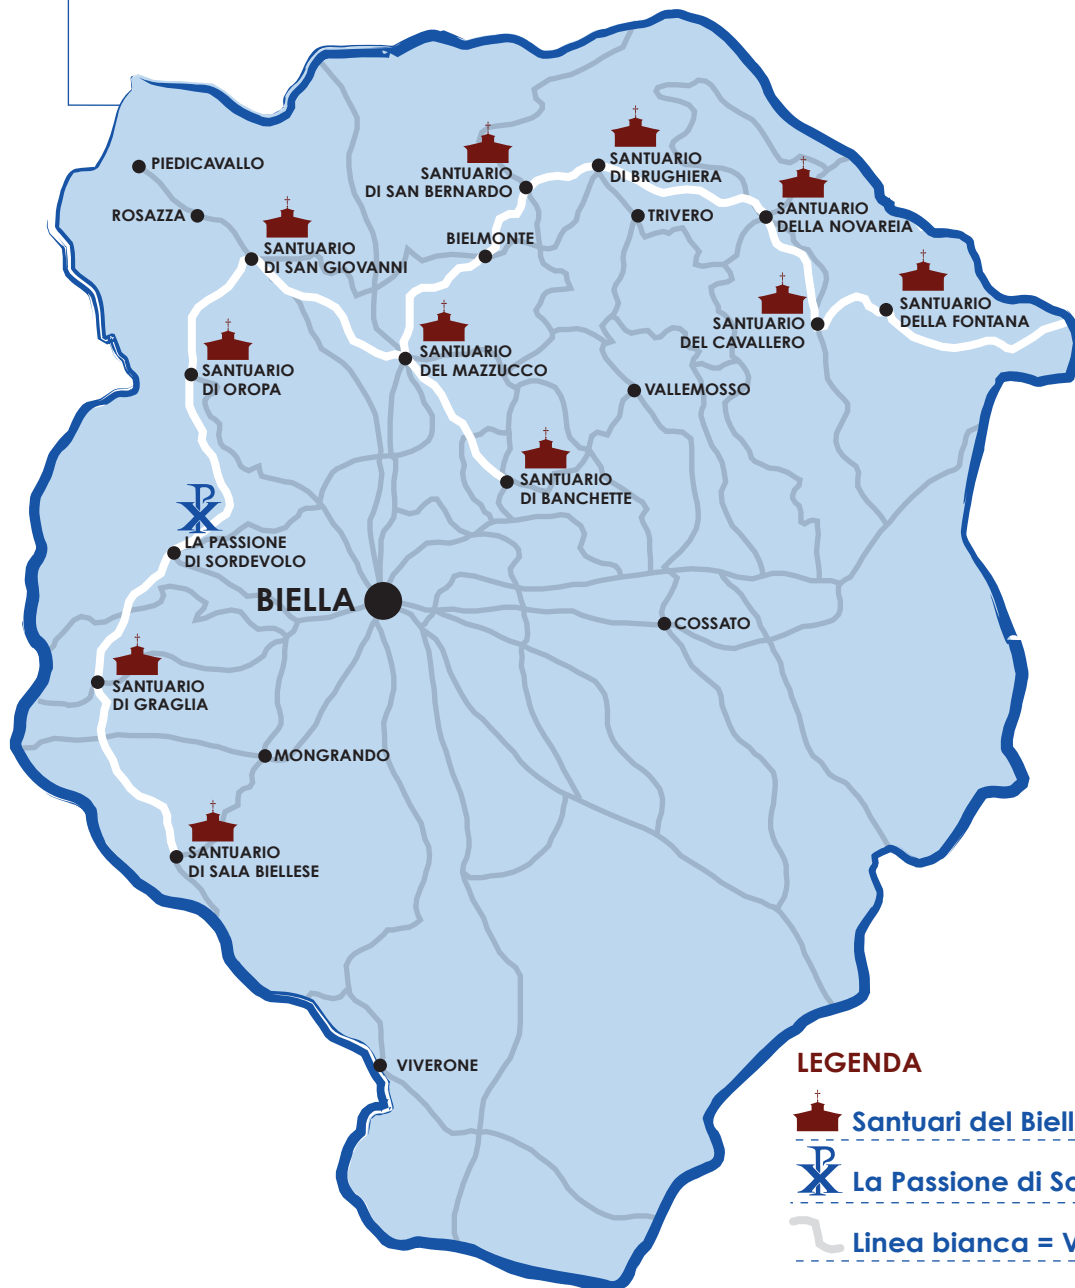 PIEDICAVALLO
ROSAZZA
SANTUARIO
DI SAN GIOVANNI
SANTUARIO
DI SAN BERNARDO
BIELMONTE
SANTUARIO
DI BRUGHIERA
TRIVERO
SANTUARIO
DELLA NOVAREIA
SANTUARIO
DELLA FONTANA
SANTUARIO
DEL CAVALLERO
SANTUARIO
DI OROPA
SANTUARIO
DEL MAZZUCCO
VALLEMOSSO
SANTUARIO
DI BANCHETTE
LA PASSIONE
DI SORDEVOLO
BIELLA
COSSATO
SANTUARIO
DI GRAGLIA
MONGRANDO
SANTUARIO
DI SALA BIELLESE
VIVERONE
LEGENDA
Santuari del Biell
La Passione di So
Linea bianca = V